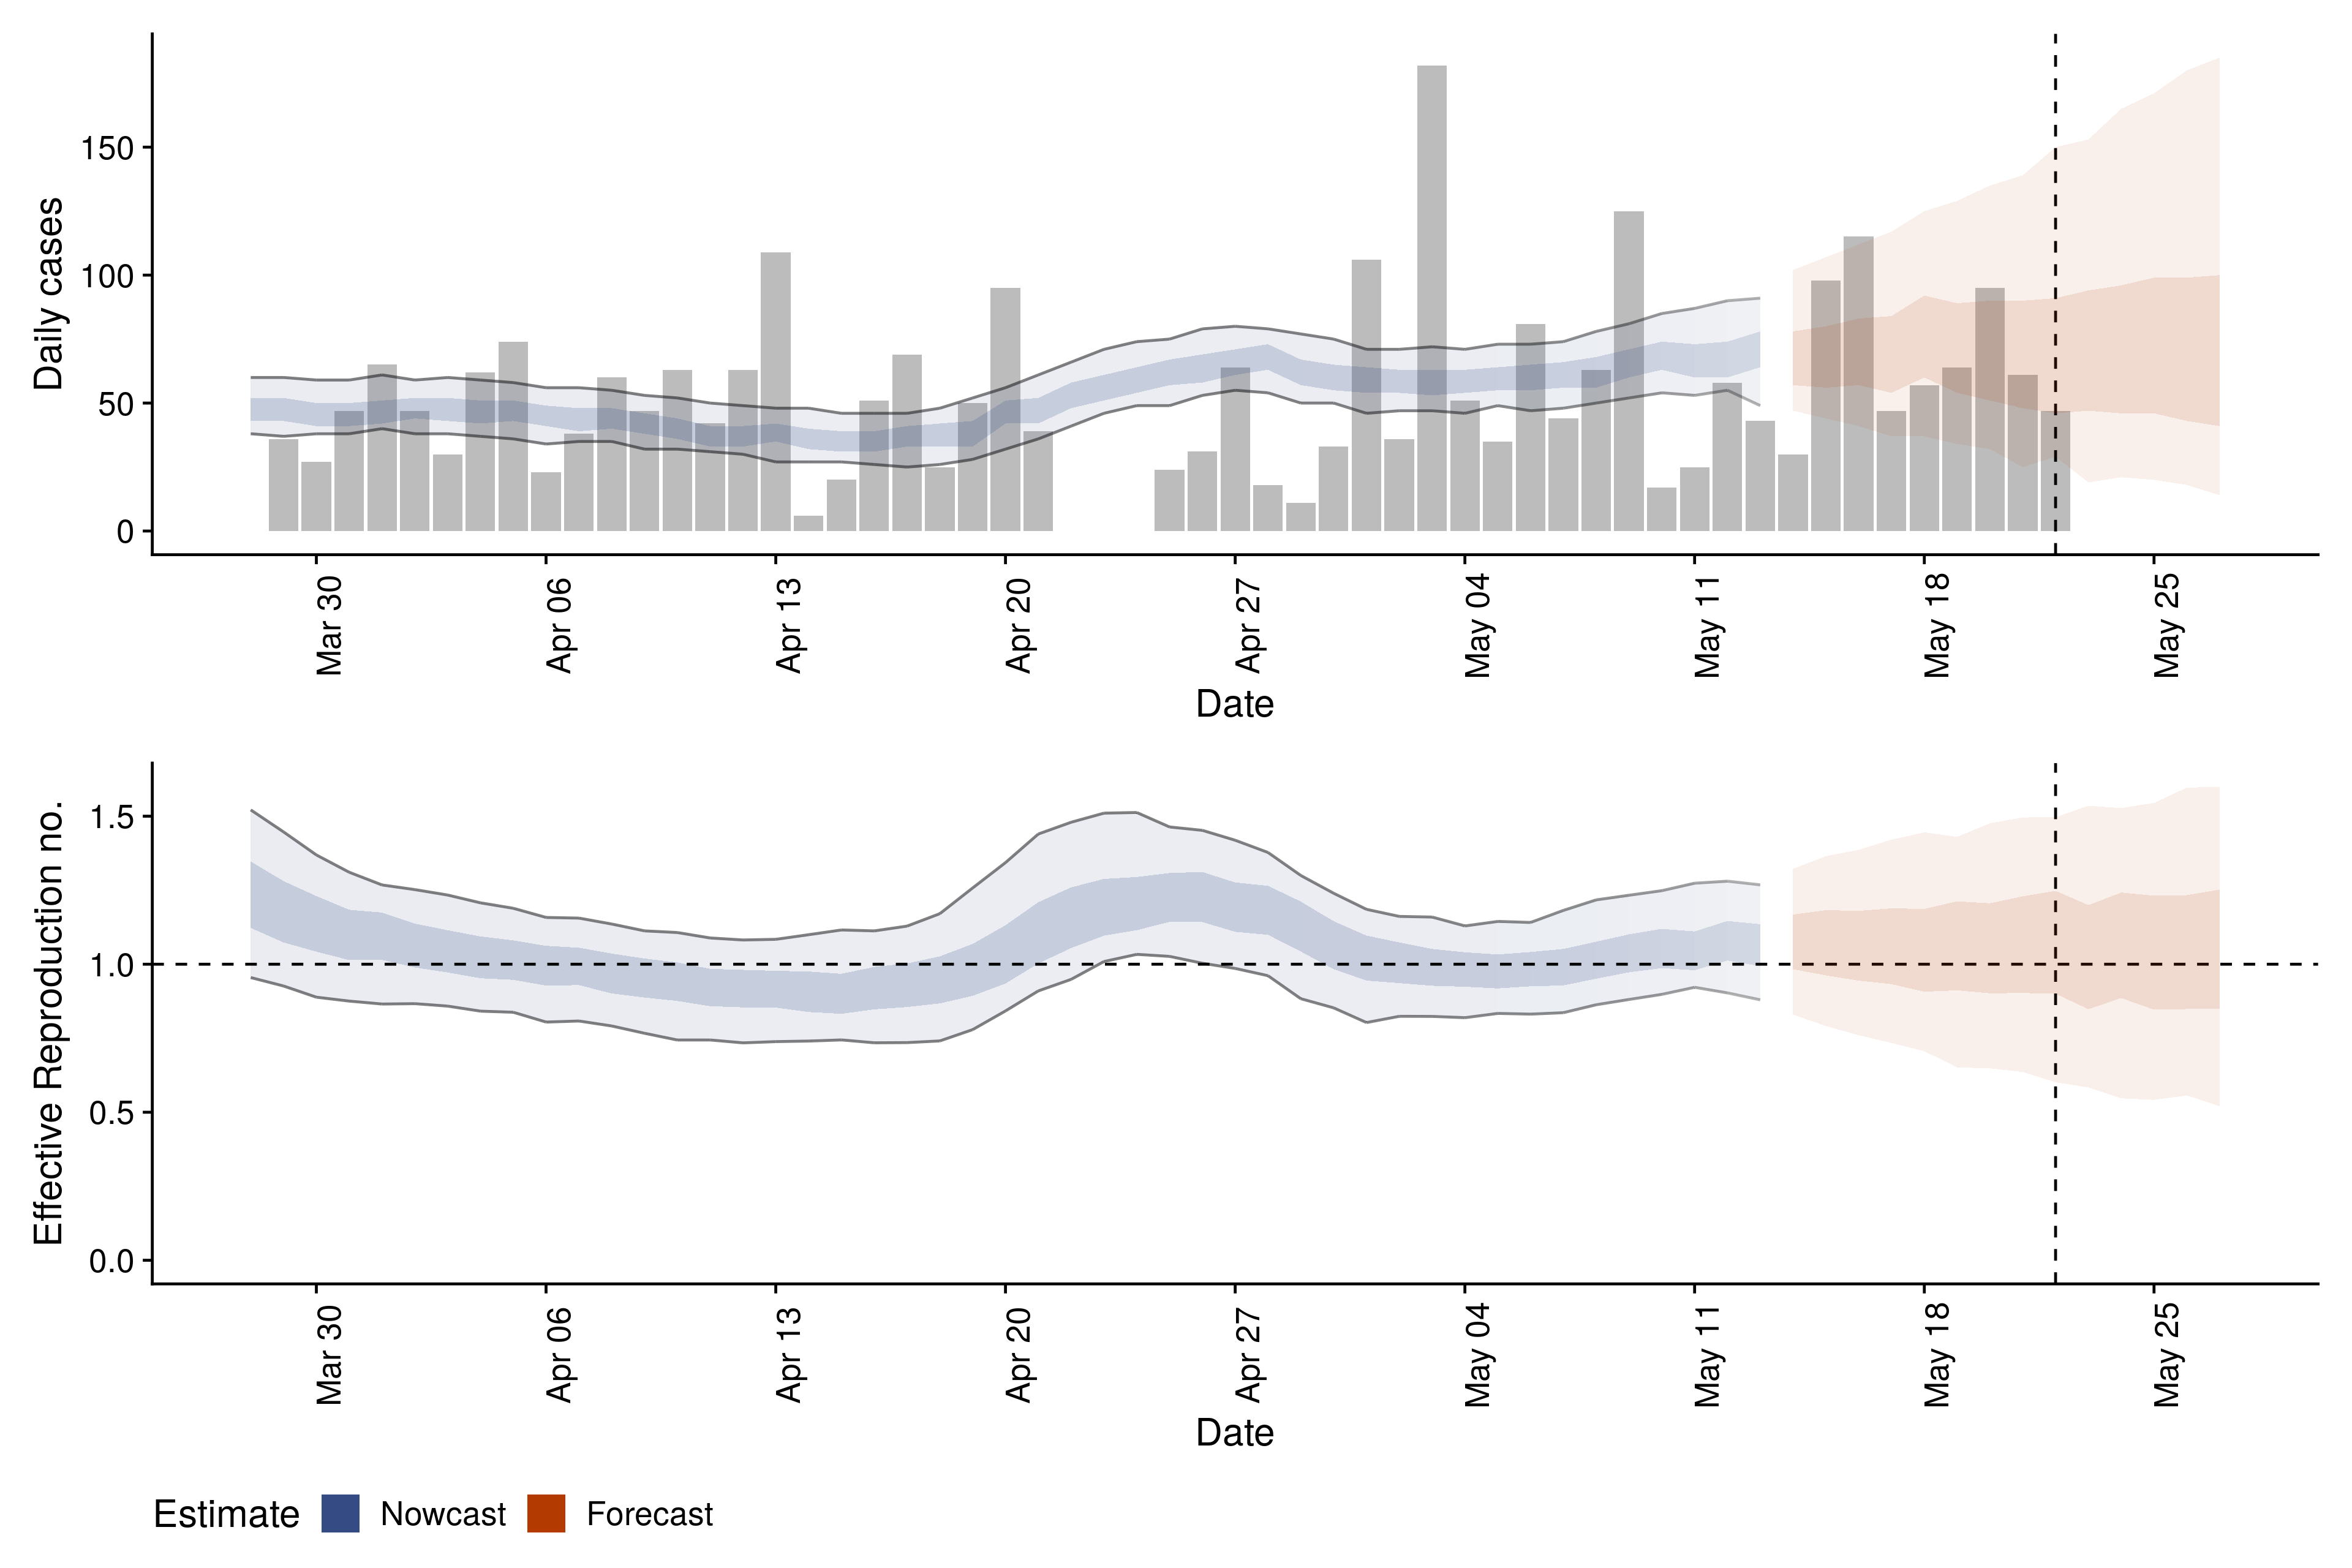 Daily cases
150
100
50
0
Mar 30
Apr 06
Apr 13
Apr 20
Apr 27
May 04
May 11
May 18
May 25
Date
Effective Reproduction no.
1.5
1.0
0.5
0.0
Mar 30
Apr 06
Apr 13
Apr 20
Apr 27
May 04
May 11
May 18
May 25
Date
Estimate Nowcast Forecast